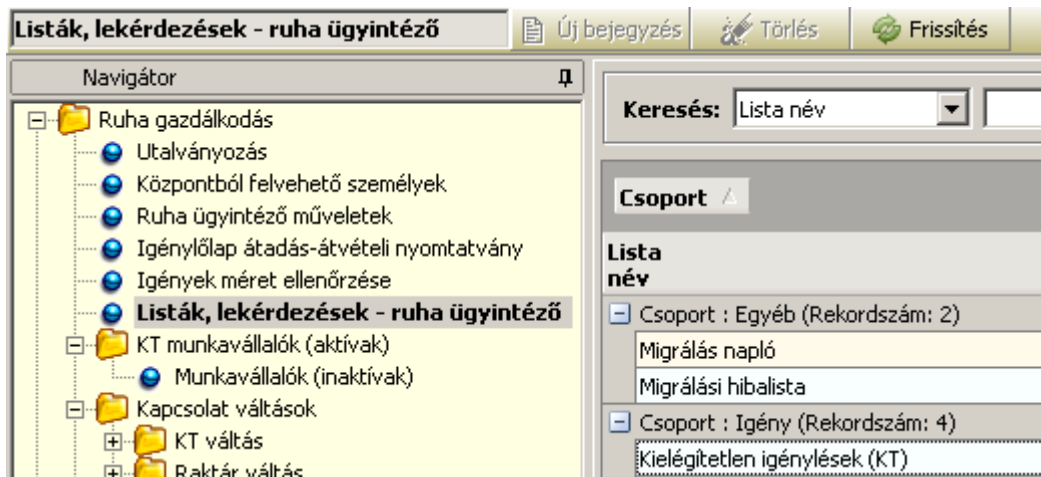 Listák, lekérdezések - ruha ügyintéző
Új bejegyzés
Törlés
Frissítés
Navigátor
Ruha gazdálkodás
Utalványozás
Központból felvehető személyek
Ruha ügyintéző műveletek
Igénylőlap átadás-átvételi nyomtatvány
Igények méret ellenőrzése
Listák, lekérdezések - ruha ügyintéző
KT munkavállalók (aktívak)
Munkavállalók (inaktívak)
Kapcsolat váltások
KT váltás
Raktár váltás
Keresés: Lista név
Csoport
Lista
név
Csoport : Egyéb (Rekordszám: 2)
Migrálás napló
Migrálási hibalista
Csoport : Igény (Rekordszám: 4)
Kielégítetlen igénylések (KT)